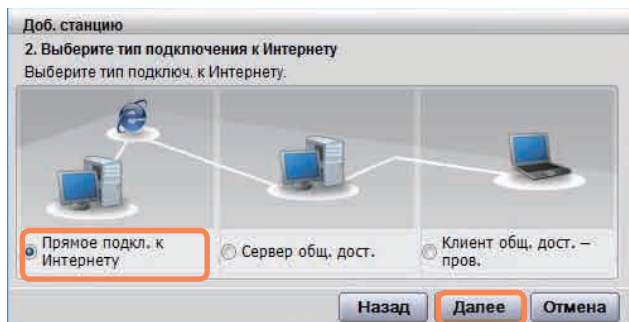 Доб. станцию
2. Выберите тип подключения к Интернету
Выберите тип подключ. к Интернету.
Прямое подкл. к
Интернету
Сервер общ. дост.
Клиент общ. дост. –
пров.
Назад
Далее
Отмена